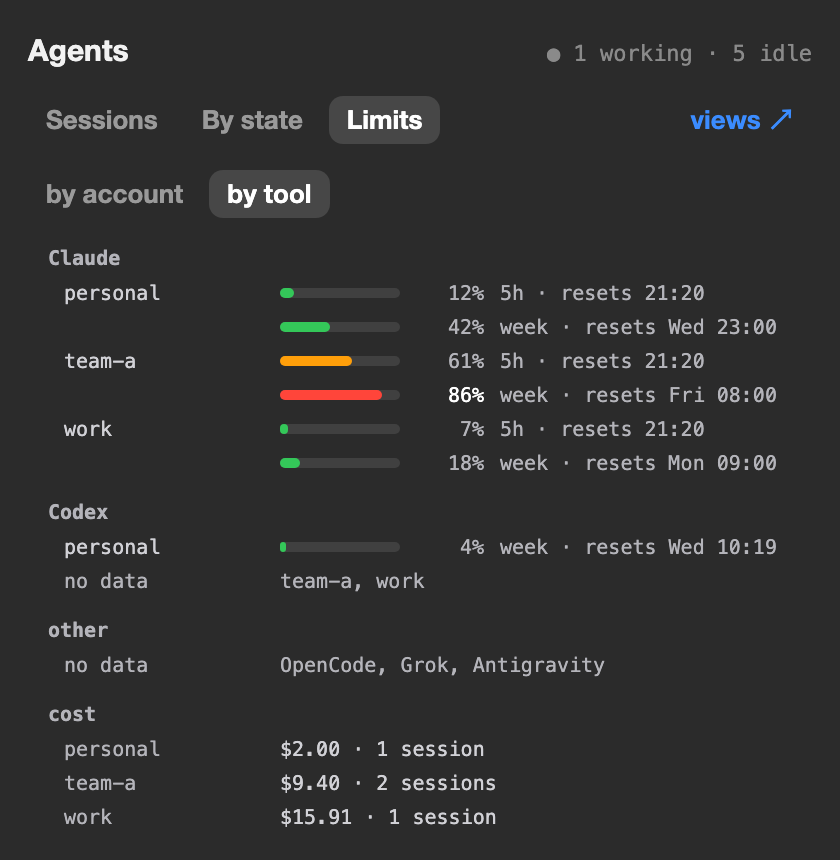 Agents ● 1 working · 5 idle
Sessions By state Limits views ↗
by account by tool
Claude
personal 12% 5h · resets 21:20
42% week · resets Wed 23:00
team-a 61% 5h · resets 21:20
86% week · resets Fri 08:00
work 7% 5h · resets 21:20
18% week · resets Mon 09:00
Codex
personal 4% week · resets Wed 10:19
no data team-a, work
other
no data OpenCode, Grok, Antigravity
cost
personal $2.00 · 1 session
team-a $9.40 · 2 sessions
work $15.91 · 1 session